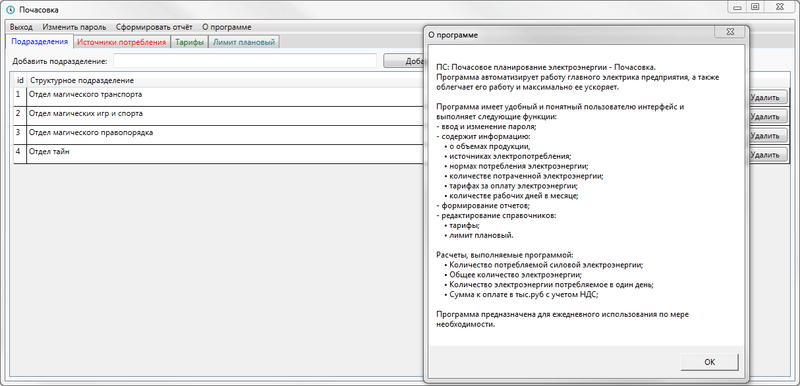 Почасовка
Выход Изменить пароль Сформировать отчёт О программе
Подразделения Источники потребления Тарифы Лимит плановый
Добавить подразделение:
id Структурное подразделение
1 Отдел магического транспорта Удалить
2 Отдел магических игр и спорта Удалить
3 Отдел магического правопорядка Удалить
4 Отдел тайн Удалить
О программе
ПС: Почасовое планирование электроэнергии - Почасовка.
Программа автоматизирует работу главного электрика предприятия, а также
облегчает его работу и максимально ее ускоряет.
Программа имеет удобный и понятный пользователю интерфейс и
выполняет следующие функции:
- ввод и изменение пароля;
- содержит информацию:
• о объемах продукции,
• источниках электропотребления;
• нормах потребления электроэнергии;
• количестве потраченной электроэнергии;
• тарифах за оплату электроэнергии;
• количестве рабочих дней в месяце;
- формирование отчетов;
- редактирование справочников:
• тарифы;
• лимит плановый.
Расчеты, выполняемые программой:
• Количество потребляемой силовой электроэнергии;
• Общее количество электроэнергии;
• Количество электроэнергии потребляемое в один день;
• Сумма к оплате в тыс.руб с учетом НДС;
Программа предназначена для ежедневного использования по мере
необходимости.
OK